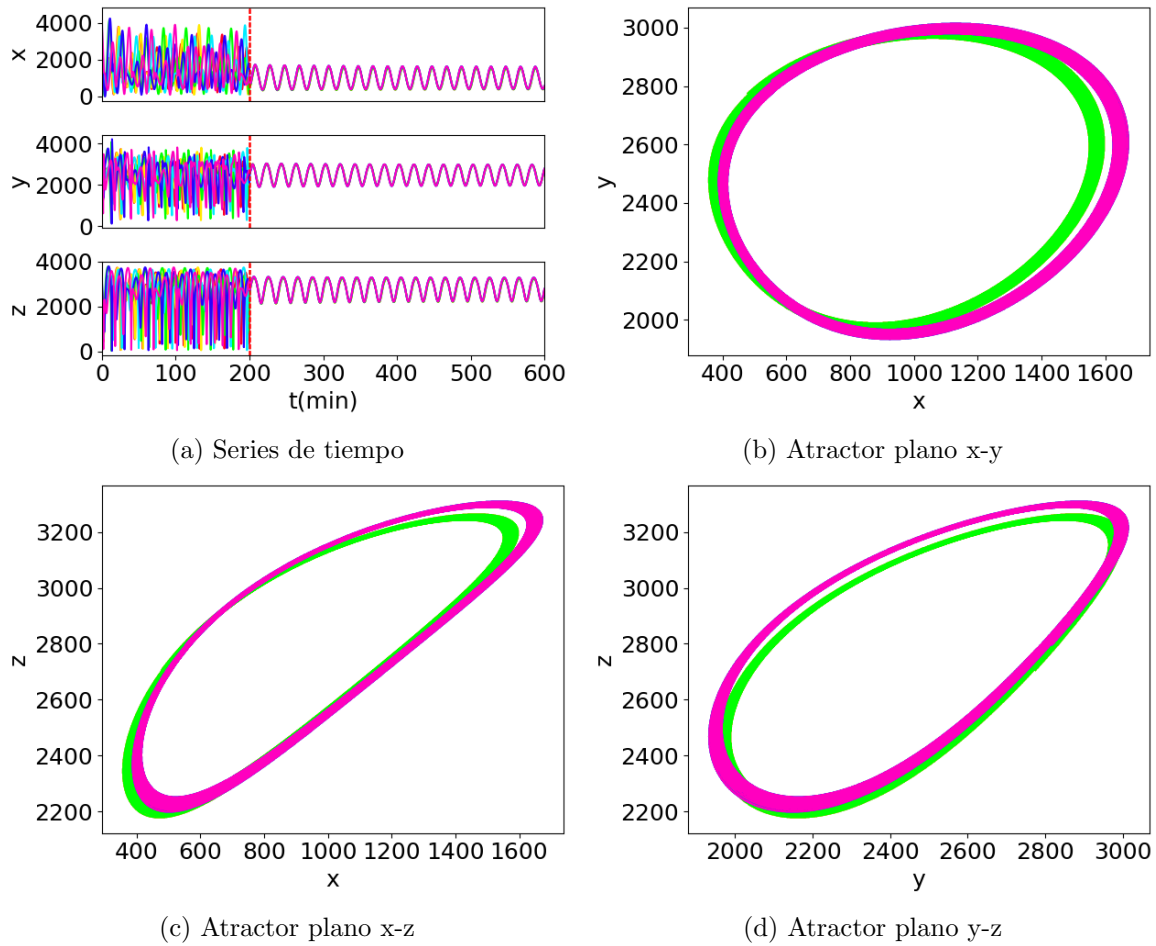 4000
2000
0
x
4000
2000
0
y
4000
2000
0
z
0 100 200 300 400 500 600
t(min)
(a) Series de tiempo
3000
2800
2600
2400
2200
2000
y
400 600 800 1000 1200 1400 1600
x
(b) Atractor plano x-y
3200
3000
2800
2600
2400
2200
z
400 600 800 1000 1200 1400 1600
x
(c) Atractor plano x-z
3200
3000
2800
2600
2400
2200
z
2000 2200 2400 2600 2800 3000
y
(d) Atractor plano y-z